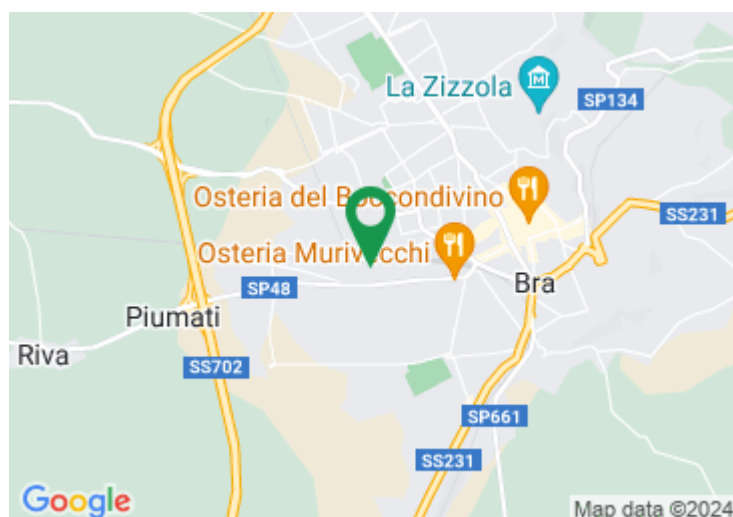 La Zizzola
SP134
Osteria del Boccondivino
SS231
Osteria Murivecchi
SP48
Bra
Piumati
Riva
SS702
SP661
SS231
Google
Map data ©2024